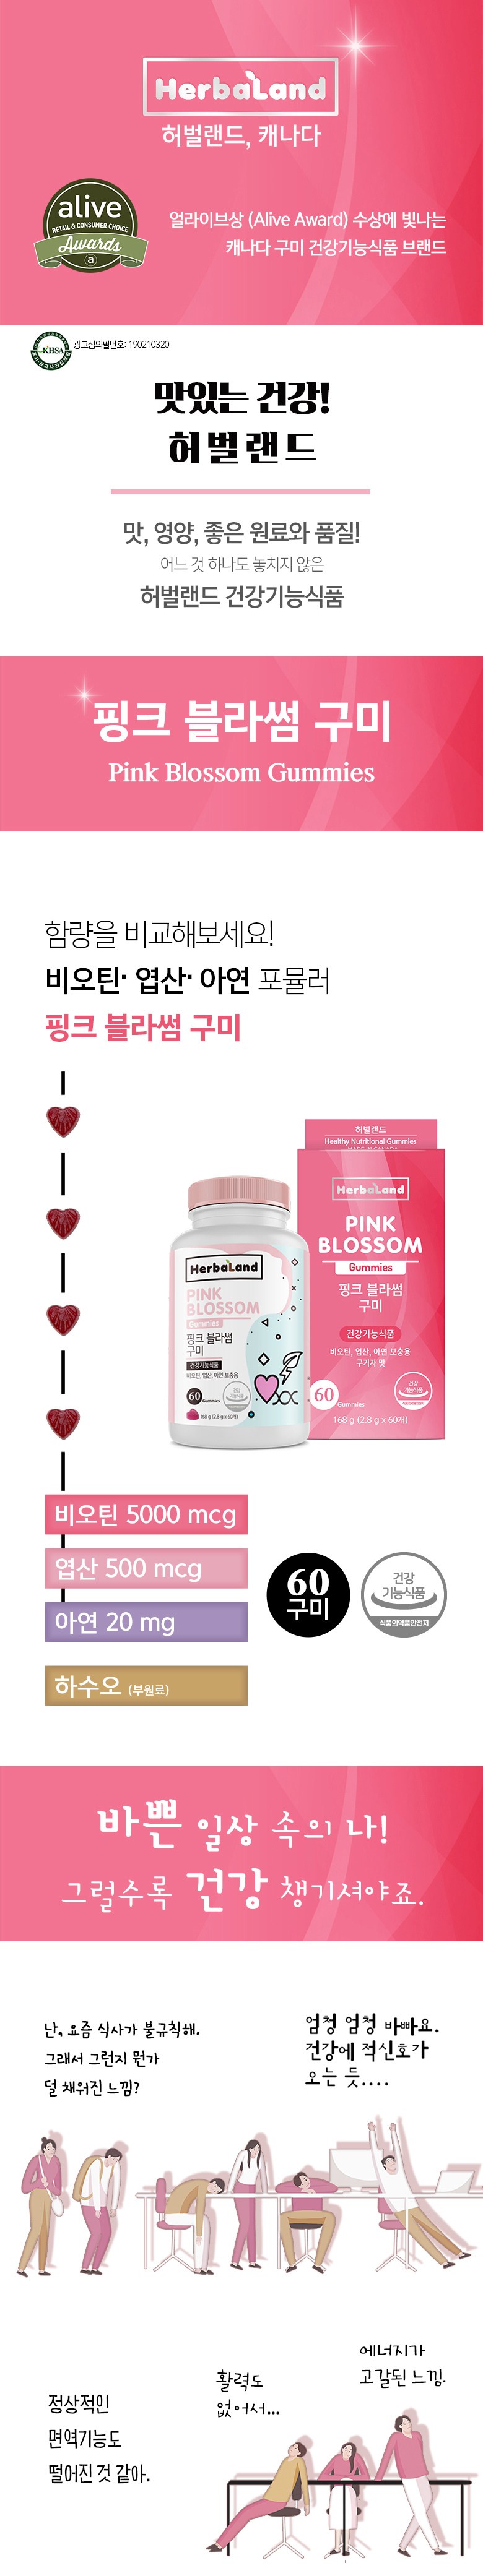 HerbaLand
허벌랜드, 캐나다
alive
RETAIL & CONSUMER CHOICE
Awards
a
얼라이브상 (Alive Award) 수상에 빛나는
캐나다 구미 건강기능식품 브랜드
KHSA
광고심의필번호: 190210320
맛있는 건강!
허벌랜드
맛, 영양, 좋은 원료와 품질!
어느 것 하나도 놓치지 않은
허벌랜드 건강기능식품
핑크 블라썸 구미
Pink Blossom Gummies
함량을 비교해보세요!
비오틴· 엽산· 아연 포뮬러
핑크 블라썸 구미
허벌랜드
Healthy Nutritional Gummies
MADE IN CANADA
HerbaLand
PINK
BLOSSOM
Gummies
핑크 블라썸
구미
건강기능식품
비오틴, 엽산, 아연 보충용
구기자 맛
60
Gummies
건강
기능식품
168 g (2.8 g x 60개)
HerbaLand
PINK
BLOSSOM
Gummies
핑크 블라썸
구미
건강기능식품
비오틴, 엽산, 아연 보충용
60
Gummies
168 g (2.8 g x 60개)
비오틴 5000 mcg
엽산 500 mcg
아연 20 mg
하수오 (부원료)
60
구미
건강
기능식품
식품의약품안전처
바쁜 일상 속의 나!
그럴수록 건강 챙기셔야죠.
난, 요즘 식사가 불규칙해.
그래서 그런지 뭔가
덜 채워진 느낌?
엄청 엄청 바빠요.
건강에 적신호가
오는 듯....
에너지가
고갈된 느낌.
활력도
없어서...
정상적인
면역기능도
떨어진 것 같아.